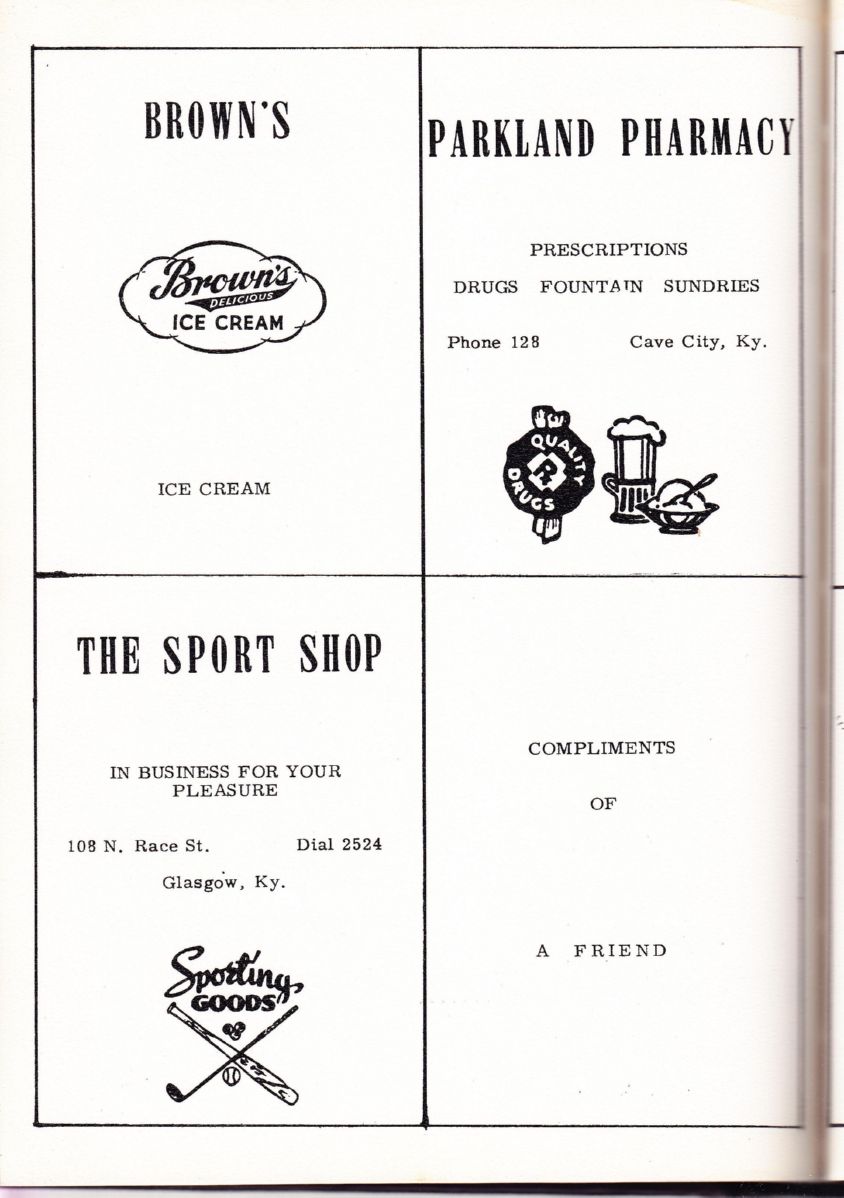 BROWN'S
Brown's
DELICIOUS
ICE CREAM
ICE CREAM
PARKLAND PHARMACY
PRESCRIPTIONS
DRUGS FOUNTAIN SUNDRIES
Phone 128 Cave City, Ky.
QUALITY
Rx
DRUGS
THE SPORT SHOP
IN BUSINESS FOR YOUR
PLEASURE
108 N. Race St. Dial 2524
Glasgow, Ky.
Sporting
GOODS
COMPLIMENTS
OF
A FRIEND